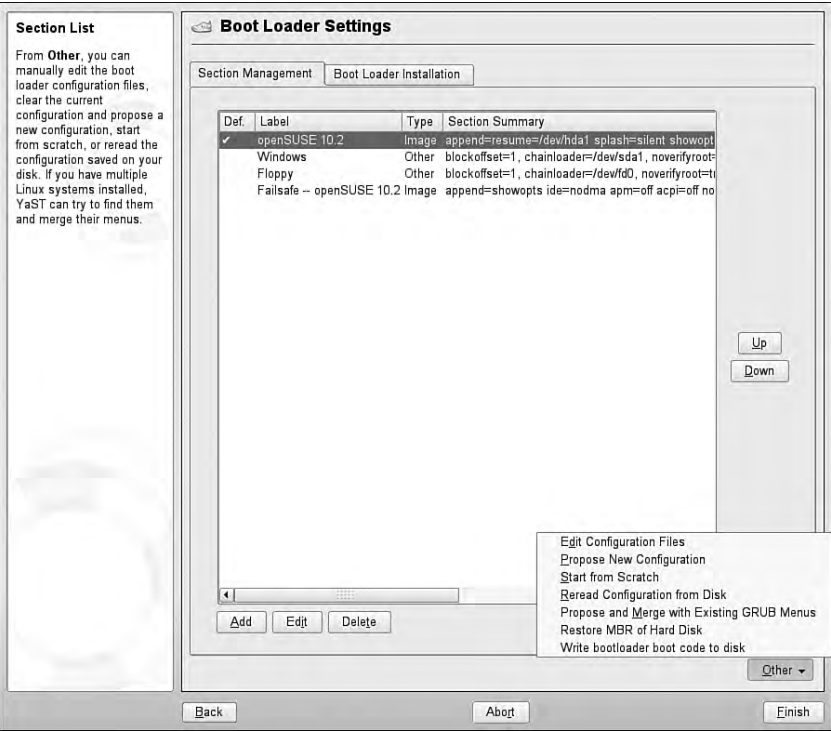 Section List
From Other, you can
manually edit the boot
loader configuration files,
clear the current
configuration and propose a
new configuration, start
from scratch, or reread the
configuration saved on your
disk. If you have multiple
Linux systems installed,
YaST can try to find them
and merge their menus.
Boot Loader Settings
Section Management Boot Loader Installation
Def. Label Type Section Summary
✔ openSUSE 10.2 Image append=resume=/dev/hda1 splash=silent showopt
Windows Other blockoffset=1, chainloader=/dev/sda1, noverifyroot=
Floppy Other blockoffset=1, chainloader=/dev/fd0, noverifyroot=tr
Failsafe -- openSUSE 10.2 Image append=showopts ide=nodma apm=off acpi=off no
Up
Down
Edit Configuration Files
Propose New Configuration
Start from Scratch
Reread Configuration from Disk
Propose and Merge with Existing GRUB Menus
Restore MBR of Hard Disk
Write bootloader boot code to disk
Add Edit Delete
Other
Back Abort Finish